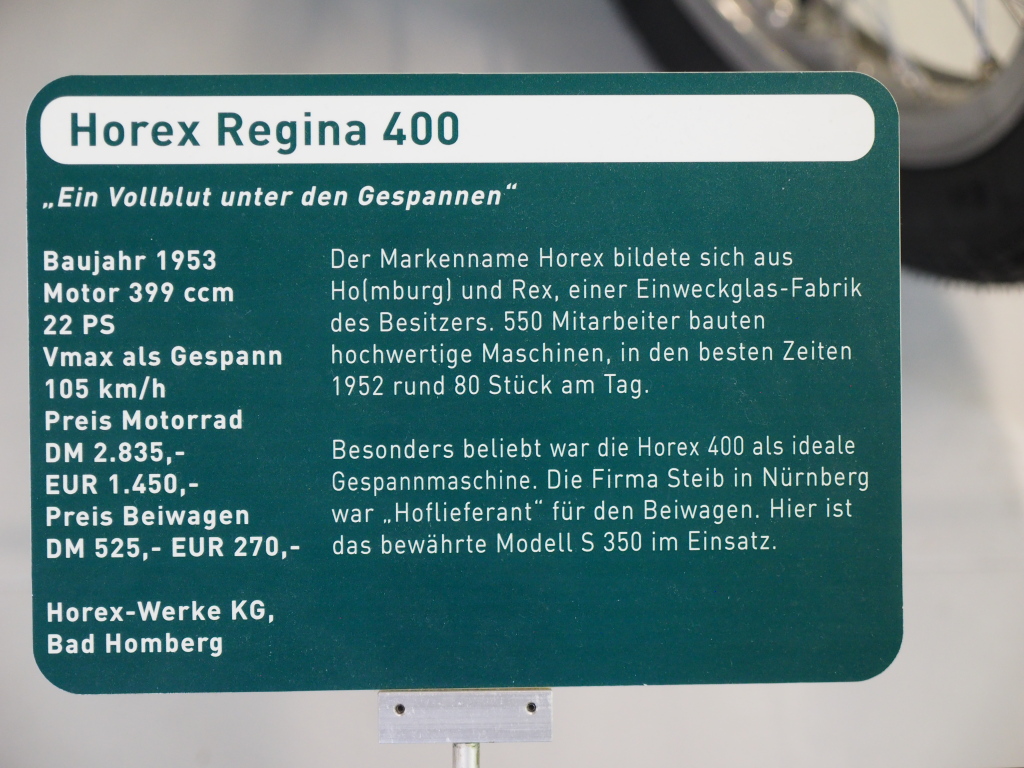 Horex Regina 400
„Ein Vollblut unter den Gespannen“
Baujahr 1953
Motor 399 ccm
22 PS
Vmax als Gespann
105 km/h
Preis Motorrad
DM 2.835,-
EUR 1.450,-
Preis Beiwagen
DM 525,- EUR 270,-
Horex-Werke KG,
Bad Homberg
Der Markenname Horex bildete sich aus
Ho(mburg) und Rex, einer Einweckglas-Fabrik
des Besitzers. 550 Mitarbeiter bauten
hochwertige Maschinen, in den besten Zeiten
1952 rund 80 Stück am Tag.
Besonders beliebt war die Horex 400 als ideale
Gespannmaschine. Die Firma Steib in Nürnberg
war „Hoflieferant“ für den Beiwagen. Hier ist
das bewährte Modell S 350 im Einsatz.